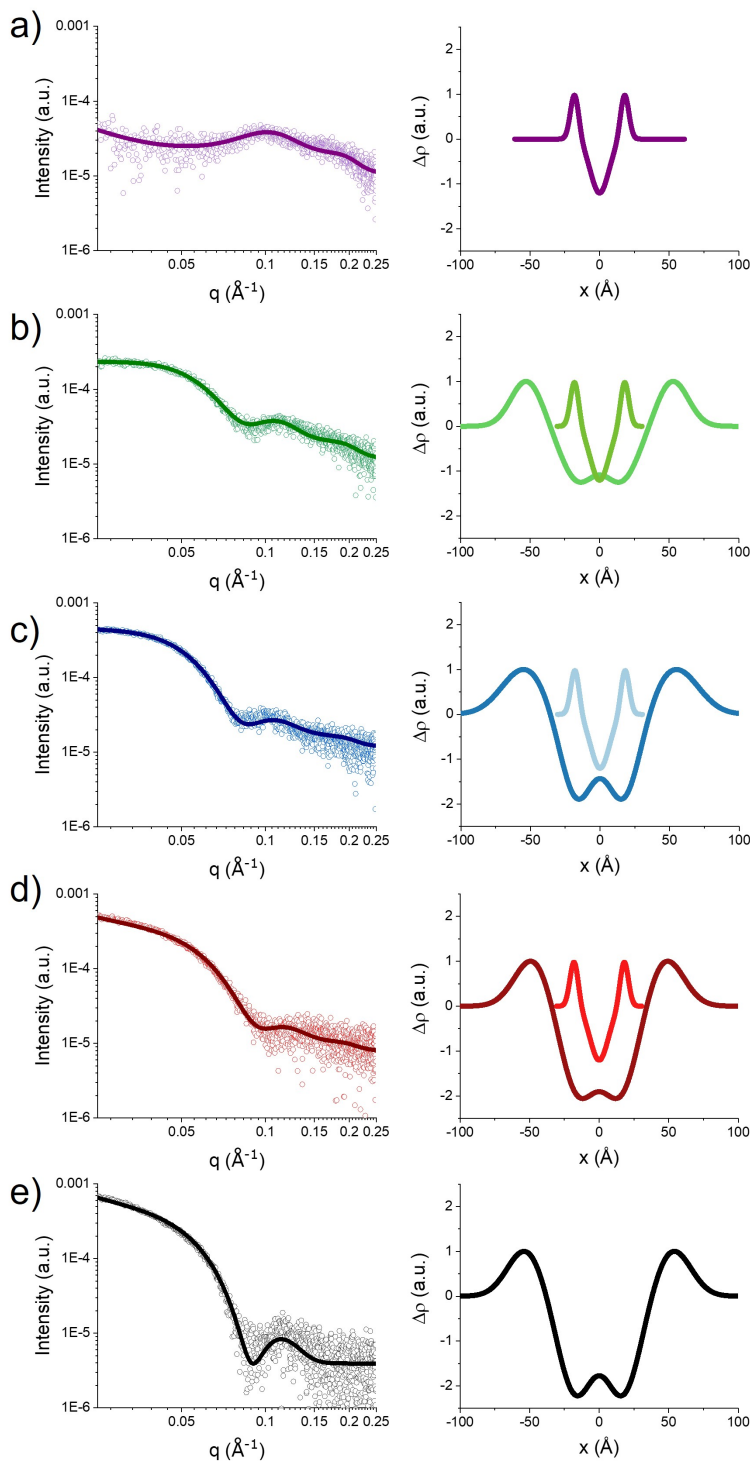 a)
0.001
1E-4
1E-5
1E-6
Intensity (a.u.)
0.05
0.1
0.15
0.2
0.25
q (Å⁻¹)
2
1
0
-1
-2
Δρ (a.u.)
-100
-50
0
50
100
x (Å)
b)
0.001
1E-4
1E-5
1E-6
Intensity (a.u.)
0.05
0.1
0.15
0.2
0.25
q (Å⁻¹)
2
1
0
-1
-2
Δρ (a.u.)
-100
-50
0
50
100
x (Å)
c)
0.001
1E-4
1E-5
1E-6
Intensity (a.u.)
0.05
0.1
0.15
0.2
0.25
q (Å⁻¹)
2
1
0
-1
-2
Δρ (a.u.)
-100
-50
0
50
100
x (Å)
d)
0.001
1E-4
1E-5
1E-6
Intensity (a.u.)
0.05
0.1
0.15
0.2
0.25
q (Å⁻¹)
2
1
0
-1
-2
Δρ (a.u.)
-100
-50
0
50
100
x (Å)
e)
0.001
1E-4
1E-5
1E-6
Intensity (a.u.)
0.05
0.1
0.15
0.2
0.25
q (Å⁻¹)
2
1
0
-1
-2
Δρ (a.u.)
-100
-50
0
50
100
x (Å)